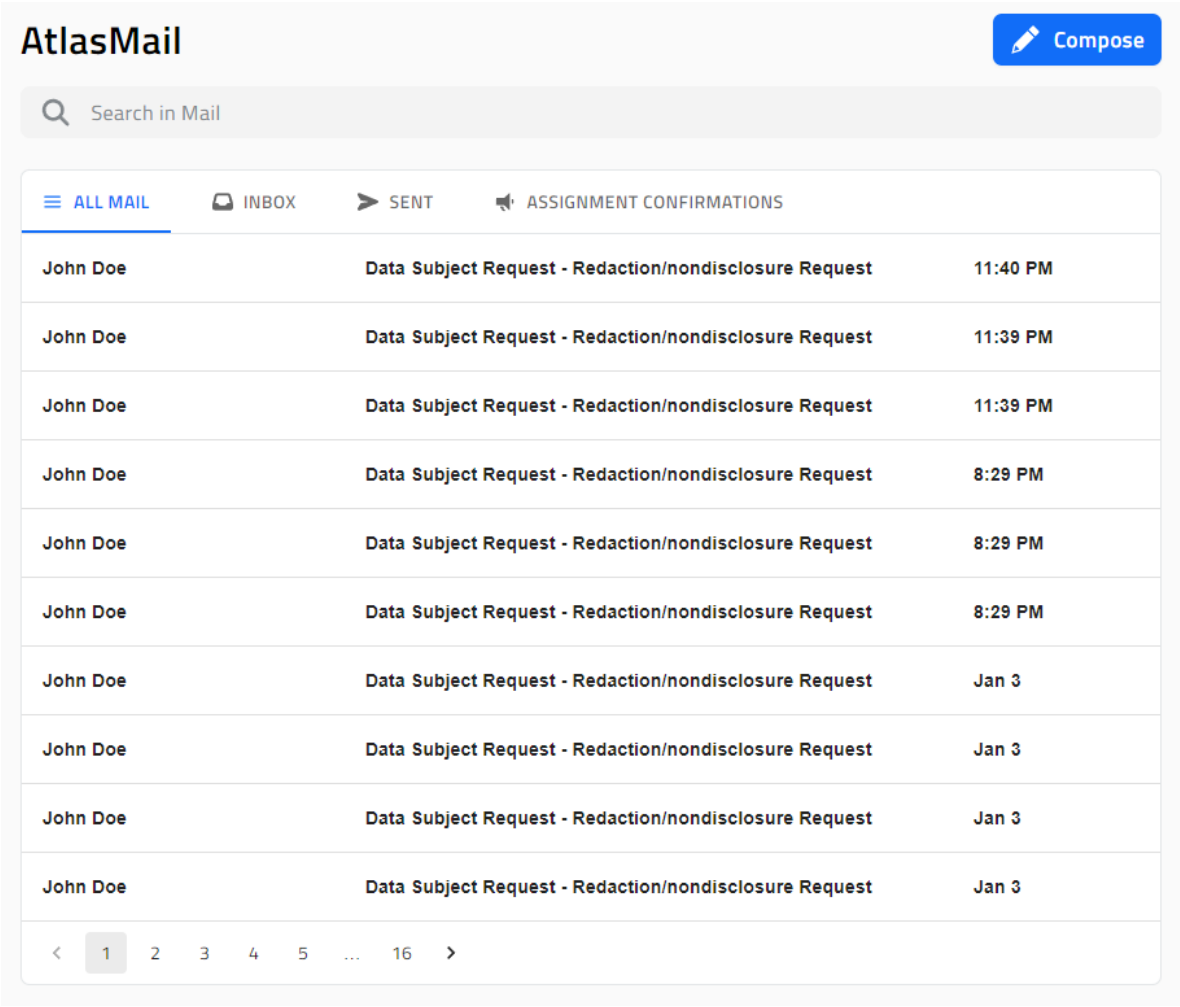 AtlasMail
Compose
Search in Mail
ALL MAIL INBOX SENT ASSIGNMENT CONFIRMATIONS
John Doe Data Subject Request - Redaction/nondisclosure Request 11:40 PM
John Doe Data Subject Request - Redaction/nondisclosure Request 11:39 PM
John Doe Data Subject Request - Redaction/nondisclosure Request 11:39 PM
John Doe Data Subject Request - Redaction/nondisclosure Request 8:29 PM
John Doe Data Subject Request - Redaction/nondisclosure Request 8:29 PM
John Doe Data Subject Request - Redaction/nondisclosure Request 8:29 PM
John Doe Data Subject Request - Redaction/nondisclosure Request Jan 3
John Doe Data Subject Request - Redaction/nondisclosure Request Jan 3
John Doe Data Subject Request - Redaction/nondisclosure Request Jan 3
John Doe Data Subject Request - Redaction/nondisclosure Request Jan 3
1 2 3 4 5 ... 16